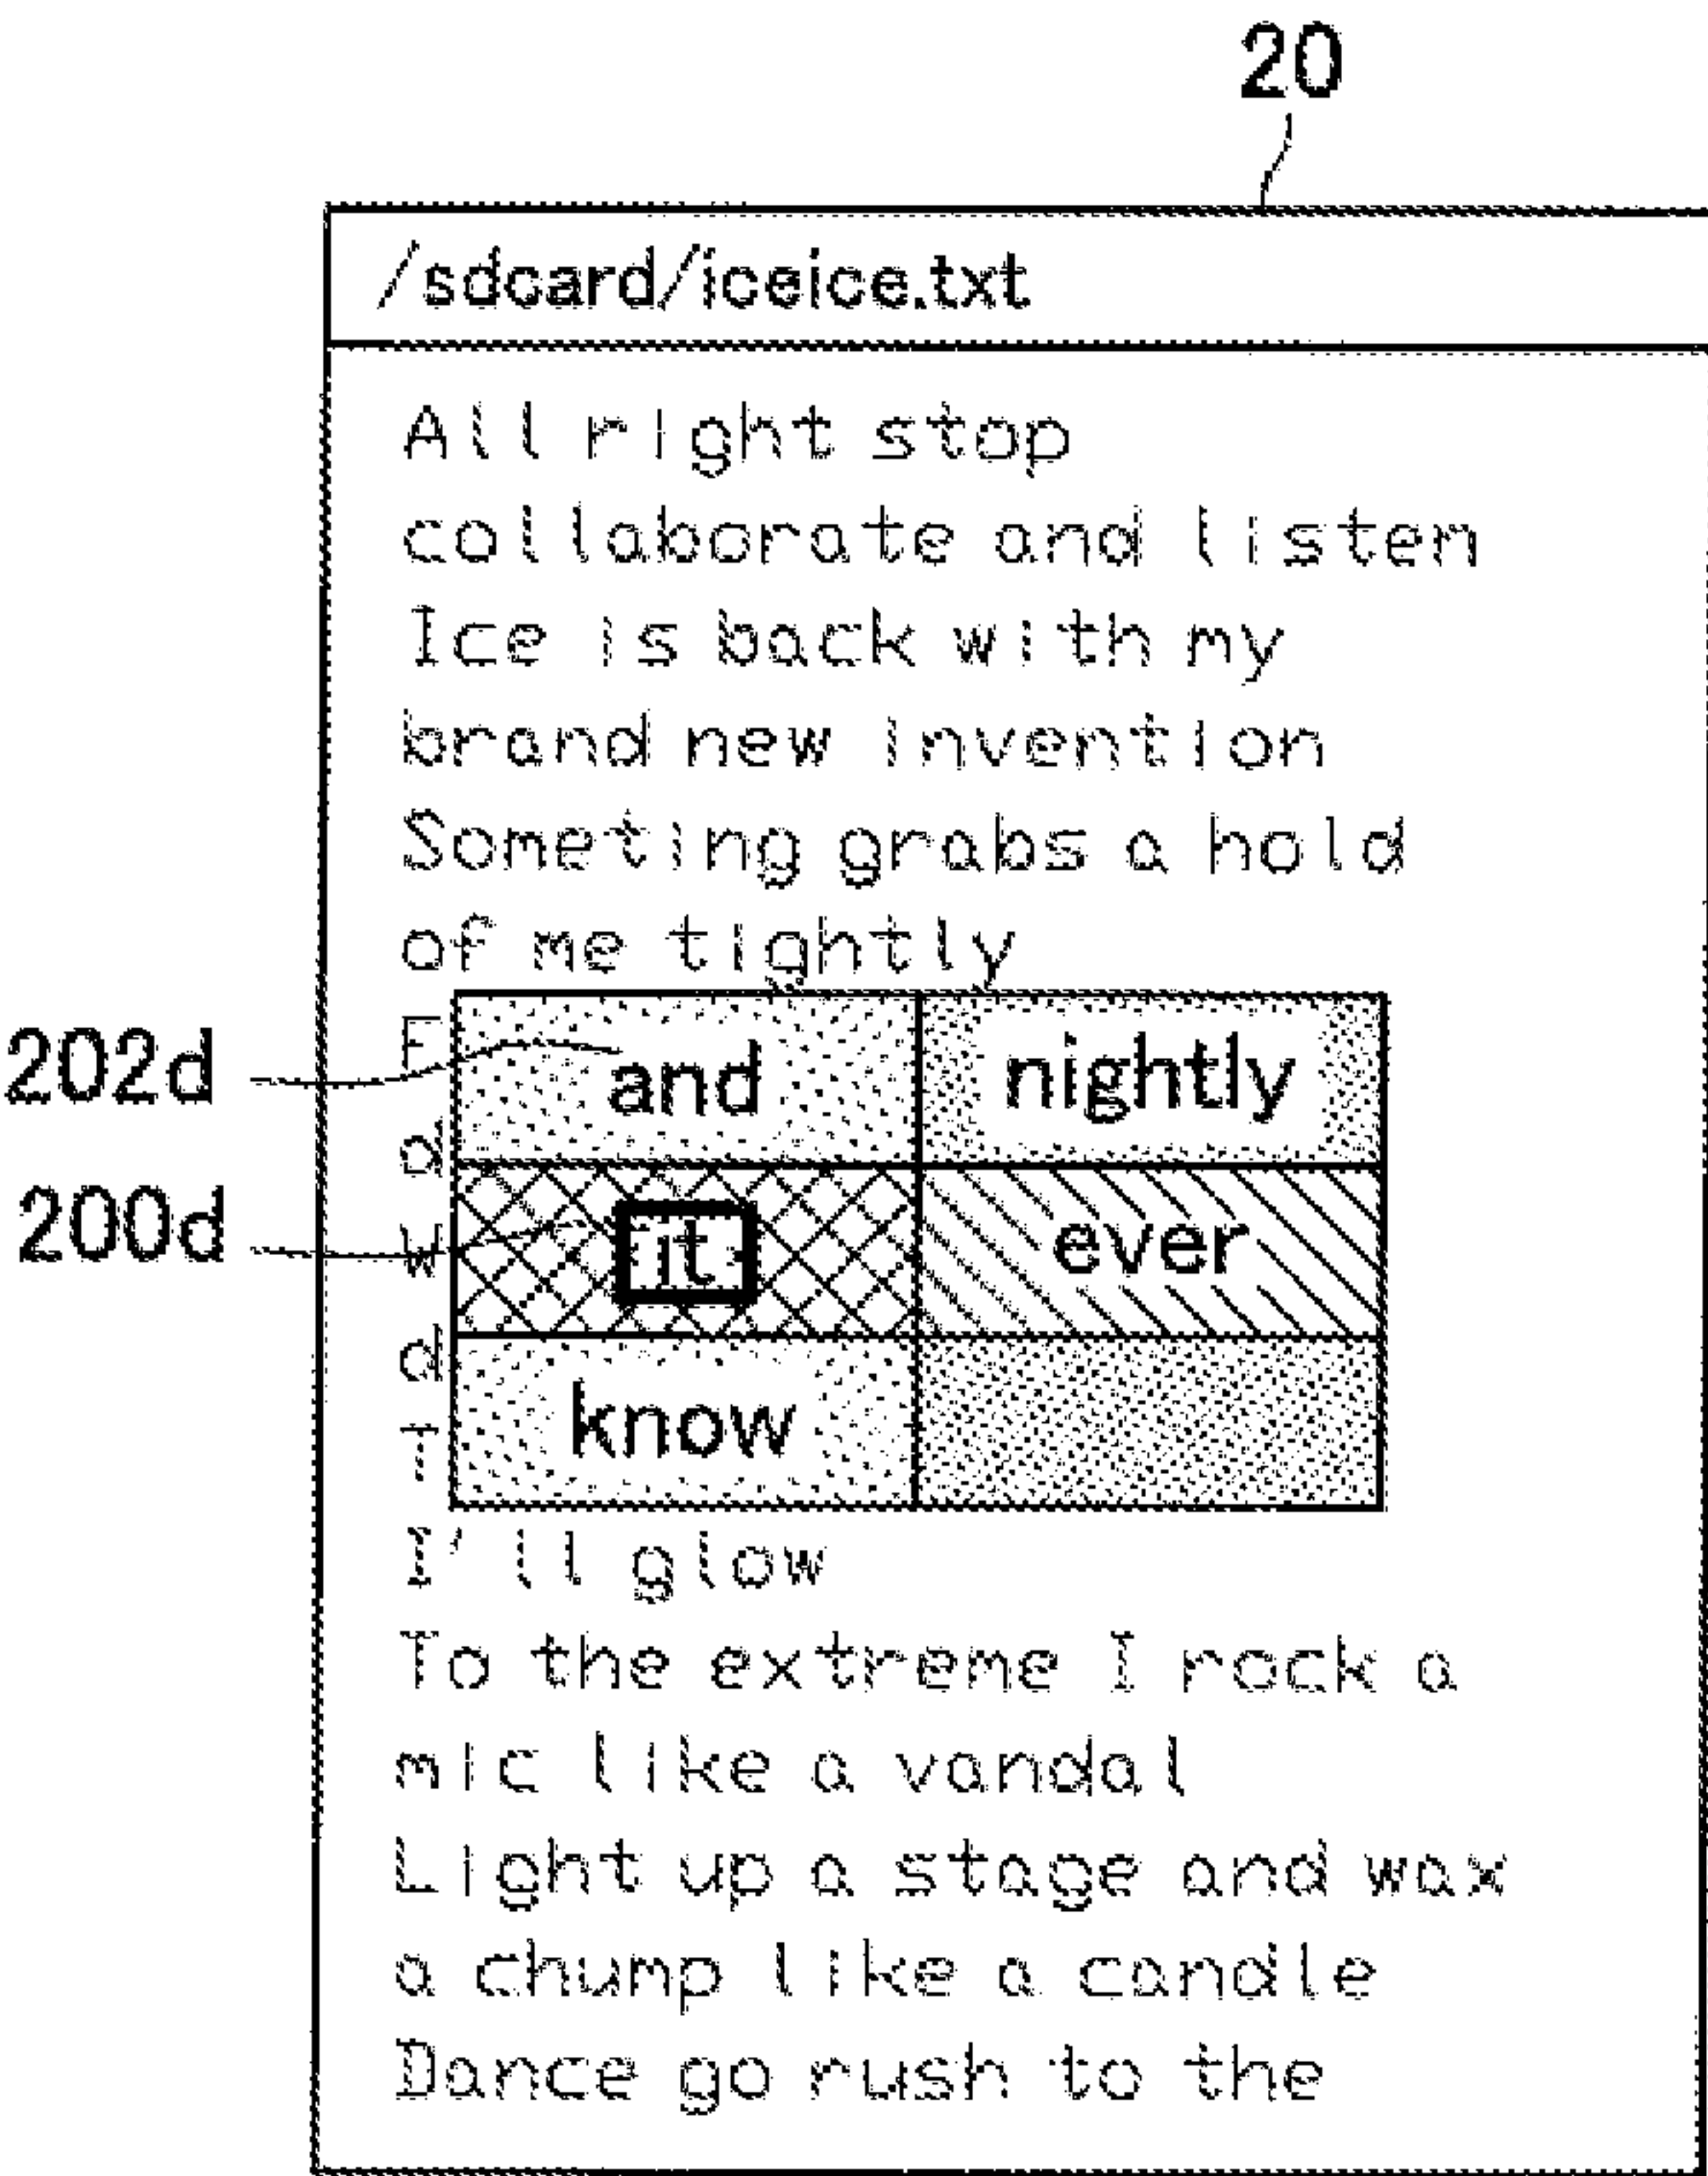 20
/sdcard/iceice.txt
All right stop
collaborate and listen
Ice is back with my
brand new invention
Someting grabs a hold
of me tightly
202d
and nightly
200d
it ever
know
I'll glow
To the extreme I rock a
mic like a vandal
Light up a stage and wax
a chump like a candle
Dance go rush to the